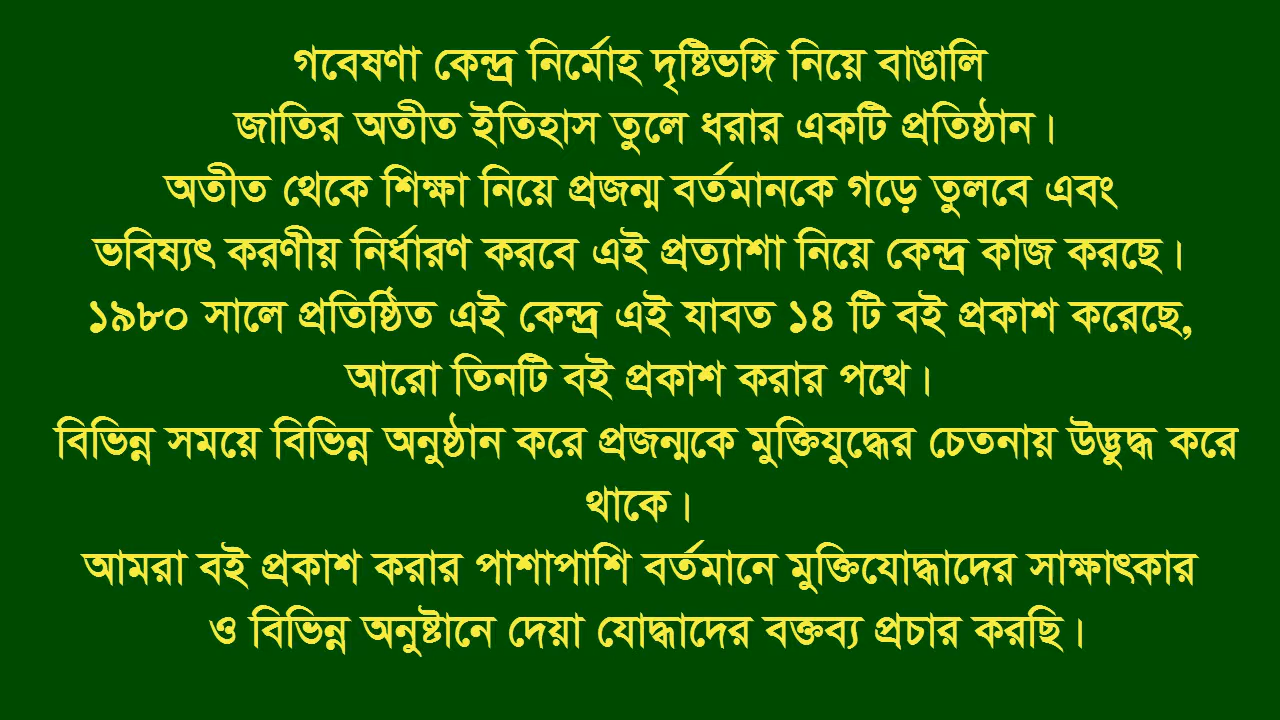 গবেষণা কেন্দ্র নির্মোহ দৃষ্টিভঙ্গি নিয়ে বাঙালি
জাতির অতীত ইতিহাস তুলে ধরার একটি প্রতিষ্ঠান।
অতীত থেকে শিক্ষা নিয়ে প্রজন্ম বর্তমানকে গড়ে তুলবে এবং
ভবিষ্যৎ করণীয় নির্ধারণ করবে এই প্রত্যাশা নিয়ে কেন্দ্র কাজ করছে।
১৯৮০ সালে প্রতিষ্ঠিত এই কেন্দ্র এই যাবত ১৪ টি বই প্রকাশ করেছে,
আরো তিনটি বই প্রকাশ করার পথে।
বিভিন্ন সময়ে বিভিন্ন অনুষ্ঠান করে প্রজন্মকে মুক্তিযুদ্ধের চেতনায় উদ্ভুদ্ধ করে
থাকে।
আমরা বই প্রকাশ করার পাশাপাশি বর্তমানে মুক্তিযোদ্ধাদের সাক্ষাৎকার
ও বিভিন্ন অনুষ্টানে দেয়া যোদ্ধাদের বক্তব্য প্রচার করছি।